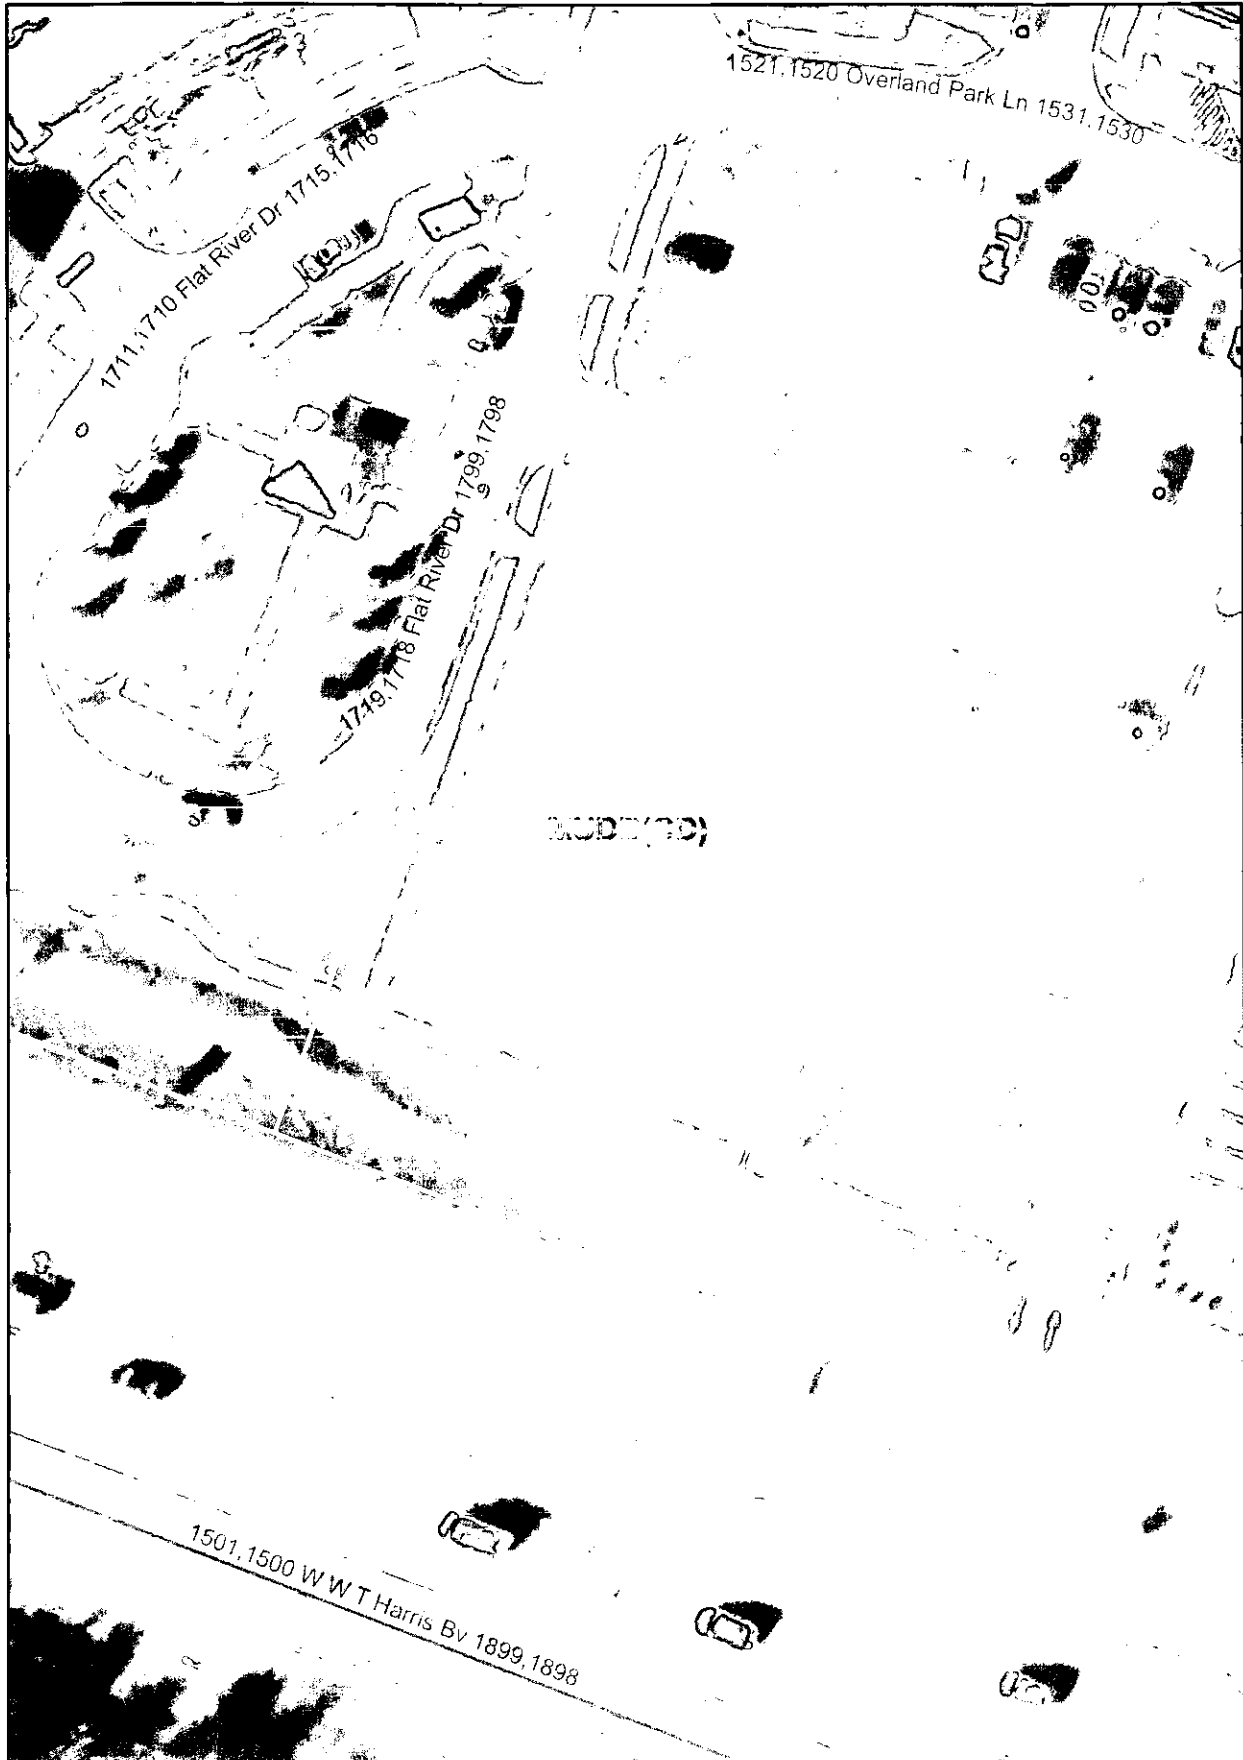 1521,1520 Overland Park Ln 1531,1530
1711,1710 Flat River Dr 1715,1716
1719,1718 Flat River Dr 1799,1798
1501,1500 W W T Harris Bv 1899,1898